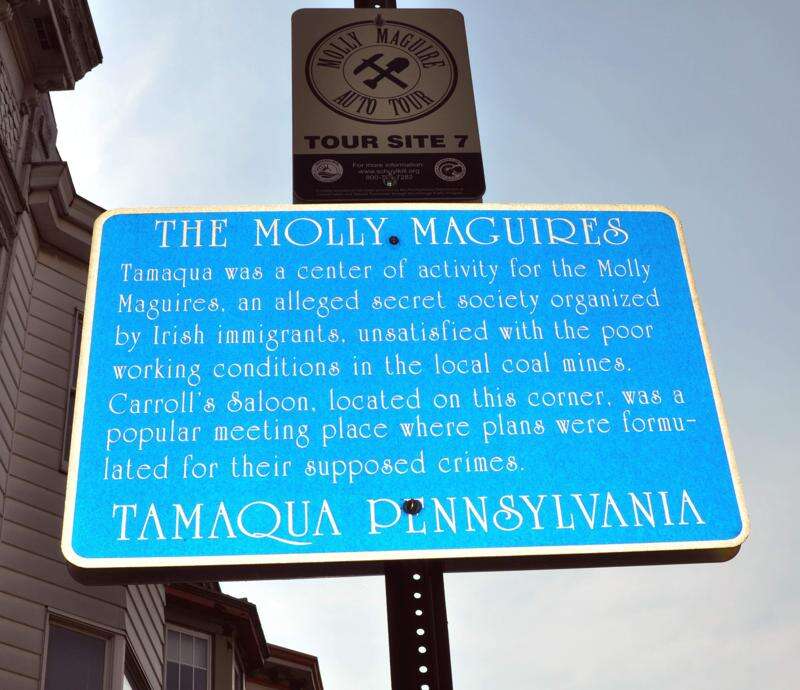 MOLLY MAGUIRE
AUTO TOUR
TOUR SITE 7
For more information:
www.schuylkill.org
THE MOLLY MAGUIRES
Tamaqua was a center of activity for the Molly
Maguires, an alleged secret society organized
by Irish immigrants, unsatisfied with the poor
working conditions in the local coal mines.
Carroll's Saloon, located on this corner, was a
popular meeting place where plans were formu-
lated for their supposed crimes.
TAMAQUA PENNSYLVANIA